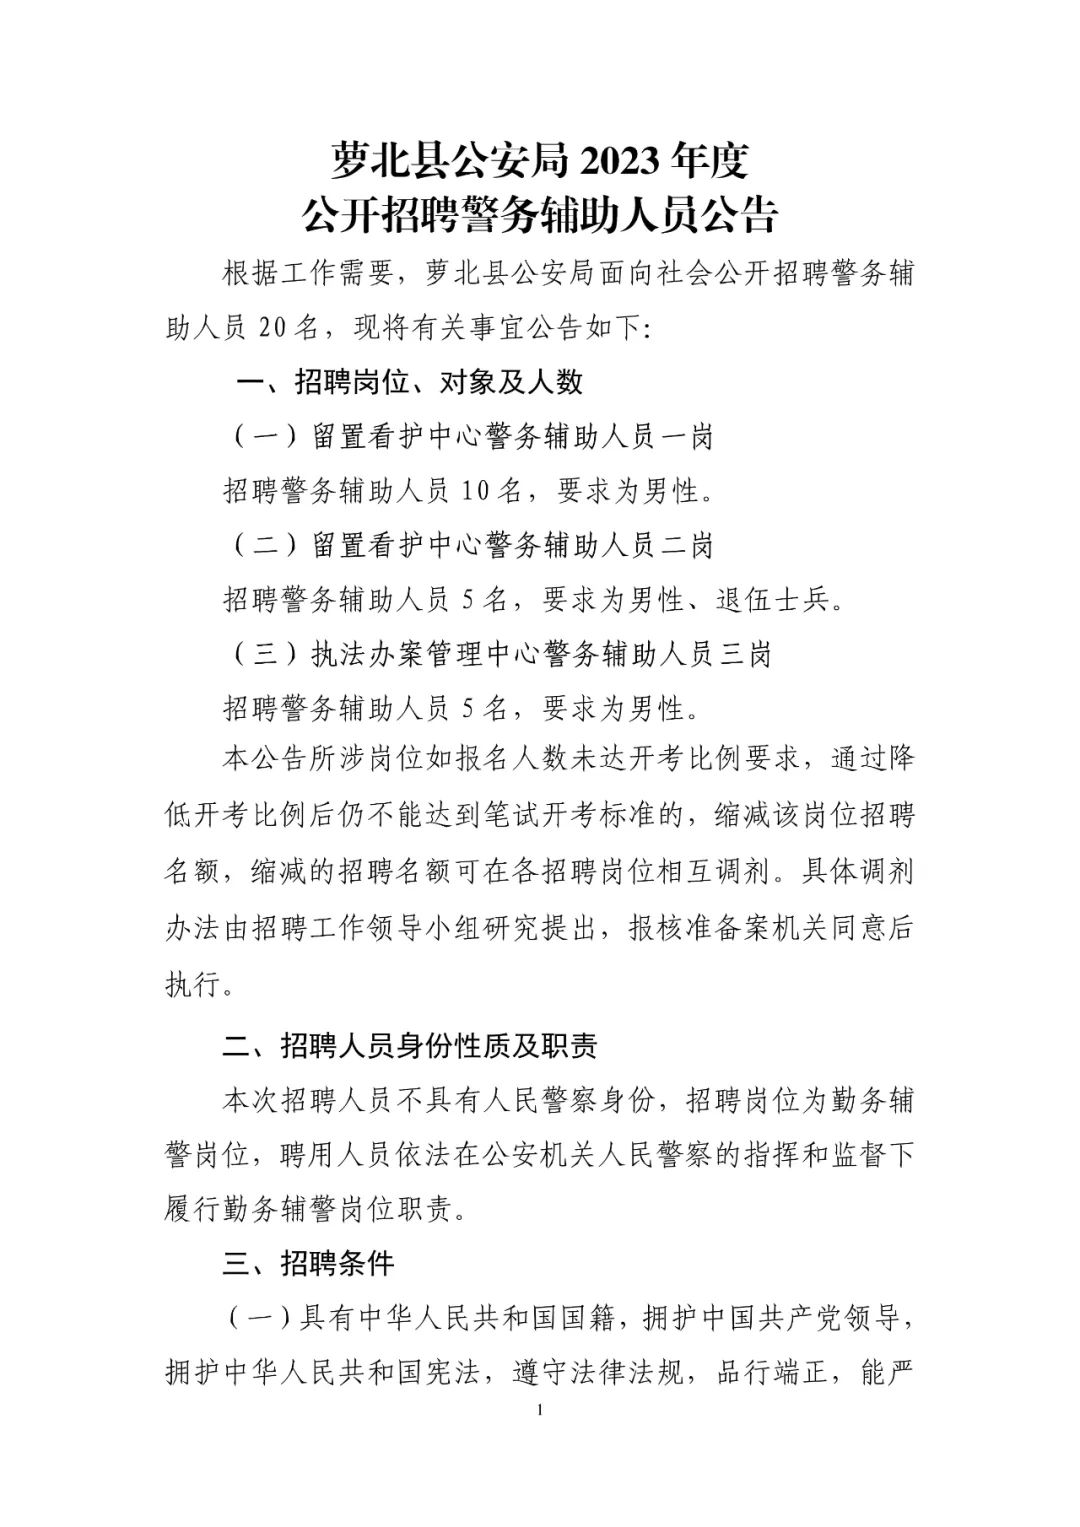 萝北县公安局 2023 年度
公开招聘警务辅助人员公告
根据工作需要，萝北县公安局面向社会公开招聘警务辅
助人员 20 名，现将有关事宜公告如下：
一、招聘岗位、对象及人数
（一）留置看护中心警务辅助人员一岗
招聘警务辅助人员 10 名，要求为男性。
（二）留置看护中心警务辅助人员二岗
招聘警务辅助人员 5 名，要求为男性、退伍士兵。
（三）执法办案管理中心警务辅助人员三岗
招聘警务辅助人员 5 名，要求为男性。
本公告所涉岗位如报名人数未达开考比例要求，通过降
低开考比例后仍不能达到笔试开考标准的，缩减该岗位招聘
名额，缩减的招聘名额可在各招聘岗位相互调剂。具体调剂
办法由招聘工作领导小组研究提出，报核准备案机关同意后
执行。
二、招聘人员身份性质及职责
本次招聘人员不具有人民警察身份，招聘岗位为勤务辅
警岗位，聘用人员依法在公安机关人民警察的指挥和监督下
履行勤务辅警岗位职责。
三、招聘条件
（一）具有中华人民共和国国籍，拥护中国共产党领导，
拥护中华人民共和国宪法，遵守法律法规，品行端正，能严
1